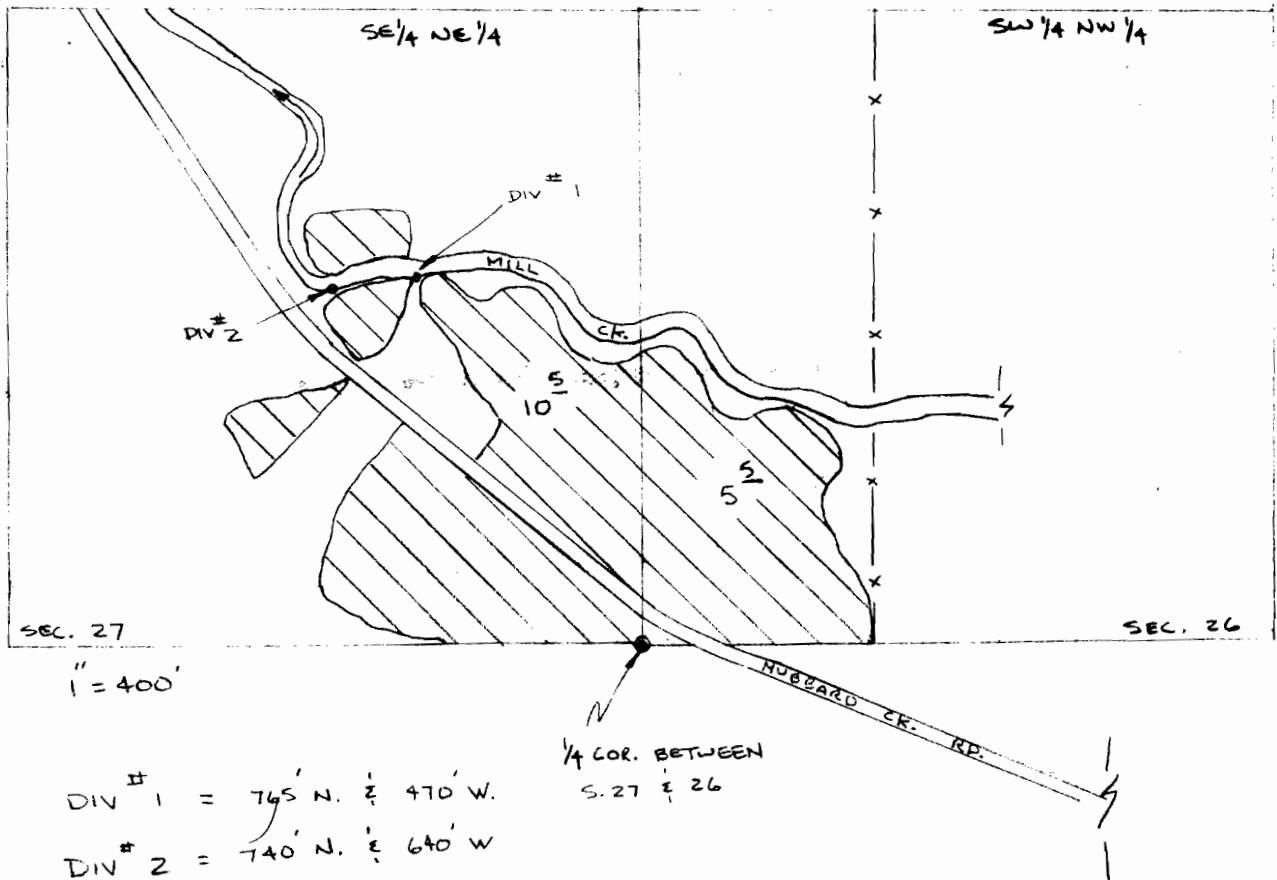 SE 1/4 NE 1/4
SW 1/4 NW 1/4
DIV # 1
MILL
CK.
DIV # 2
10 5
5 5
SEC. 27
SEC. 26
1" = 400'
HUBBARD CK. RD.
1/4 COR. BETWEEN
S. 27 & 26
DIV # 1 = 765' N. & 470' W.
DIV # 2 = 740' N. & 640' W